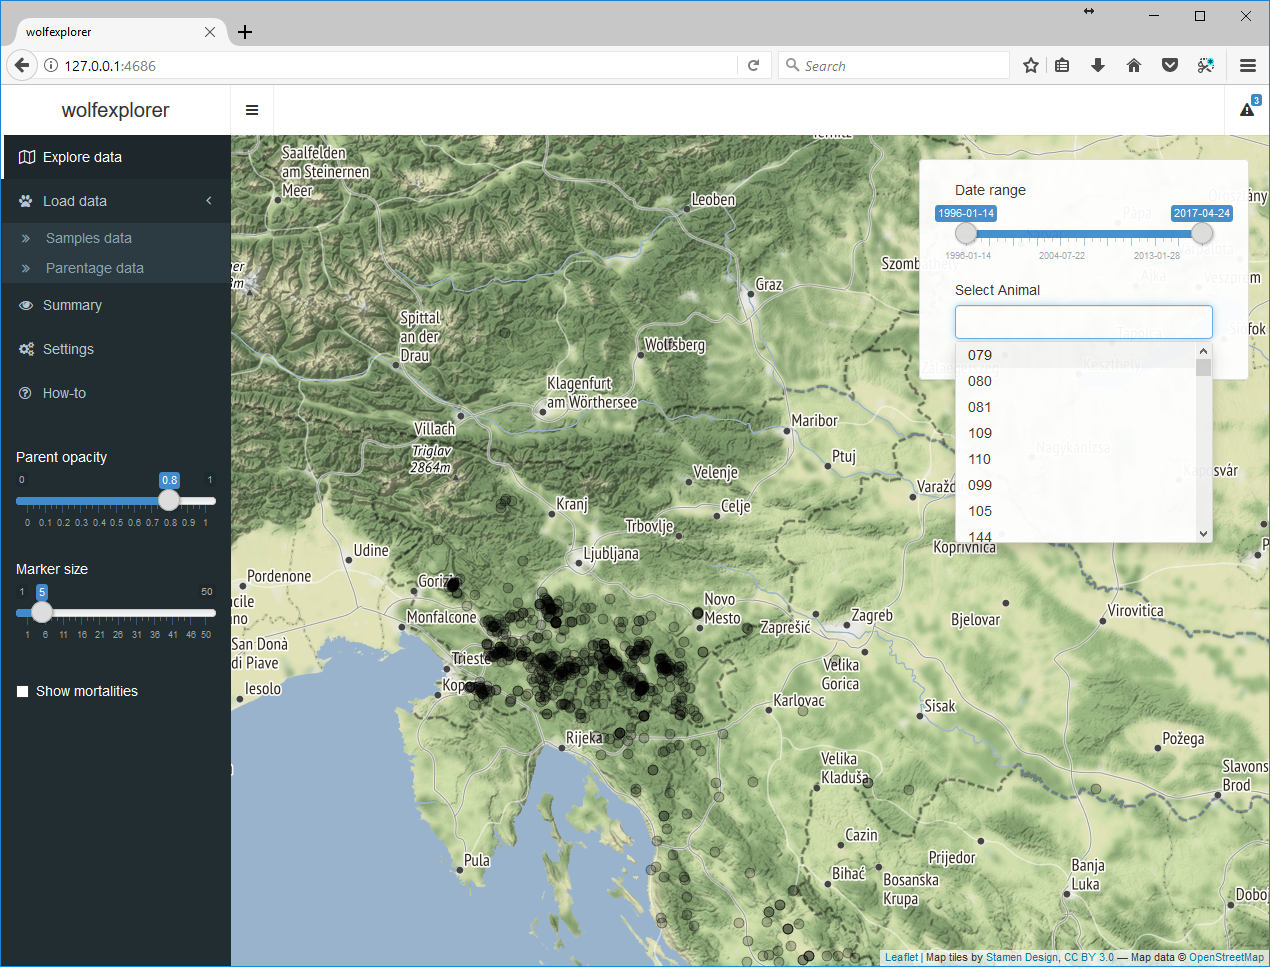 wolfexplorer
127.0.0.1:4686
Search
wolfexplorer
3
Explore data
Load data
Samples data
Parentage data
Summary
Settings
How-to
Parent opacity
0 0.8 1
0 0.1 0.2 0.3 0.4 0.5 0.6 0.7 0.8 0.9 1
Marker size
1 5 50
1 6 11 16 21 26 31 36 41 46 50
Show mortalities
Date range
1996-01-14 2017-04-24
1996-01-14 2004-07-22 2013-01-28
Select Animal
079
080
081
109
110
099
105
144
Saalfelden
am Steinernen
Meer
Leoben
Graz
Spittal
an der
Drau
Wolfsberg
Klagenfurt
am Wörthersee
Villach
Triglav
2864m
Maribor
Ptuj
Velenje
Celje
Kranj
Trbovlje
Ljubljana
Udine
Pordenone
Gorizia
Monfalcone
San Donà
di Piave
Iesolo
Trieste
Novo
Mesto
Zaprešić
Zagreb
Bjelovar
Virovitica
Koprivnica
Nagykanizsa
Keszthely
Velika
Gorica
Karlovac
Sisak
Rijeka
Požega
Slavons
Brod
Velika
Kladuša
Cazin
Bihać
Prijedor
Bosanska
Krupa
Banja
Luka
Doboj
Pula
Leaflet | Map tiles by Stamen Design, CC BY 3.0 — Map data © OpenStreetMap